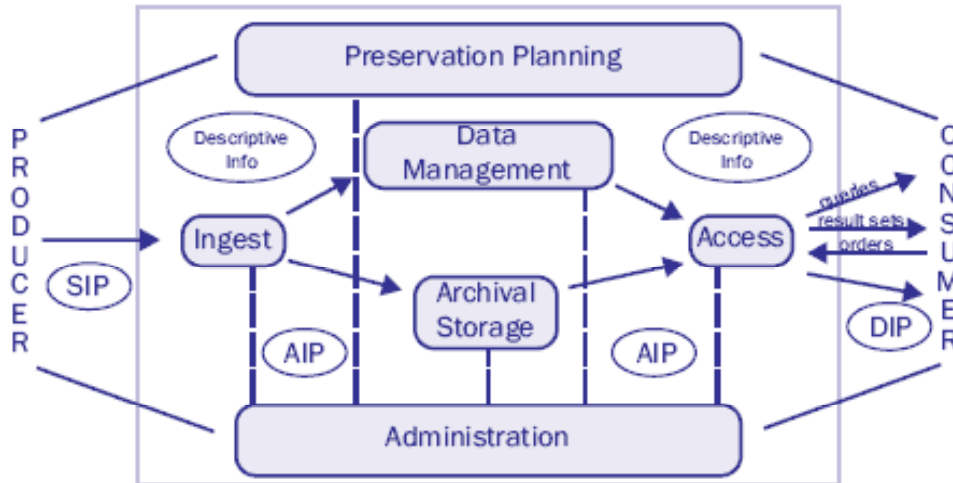 Preservation Planning
PRODUCER
Descriptive
Info
Data
Management
Descriptive
Info
CONSUMER
Ingest
Access
queries
result sets
orders
SIP
Archival
Storage
AIP
AIP
DIP
Administration